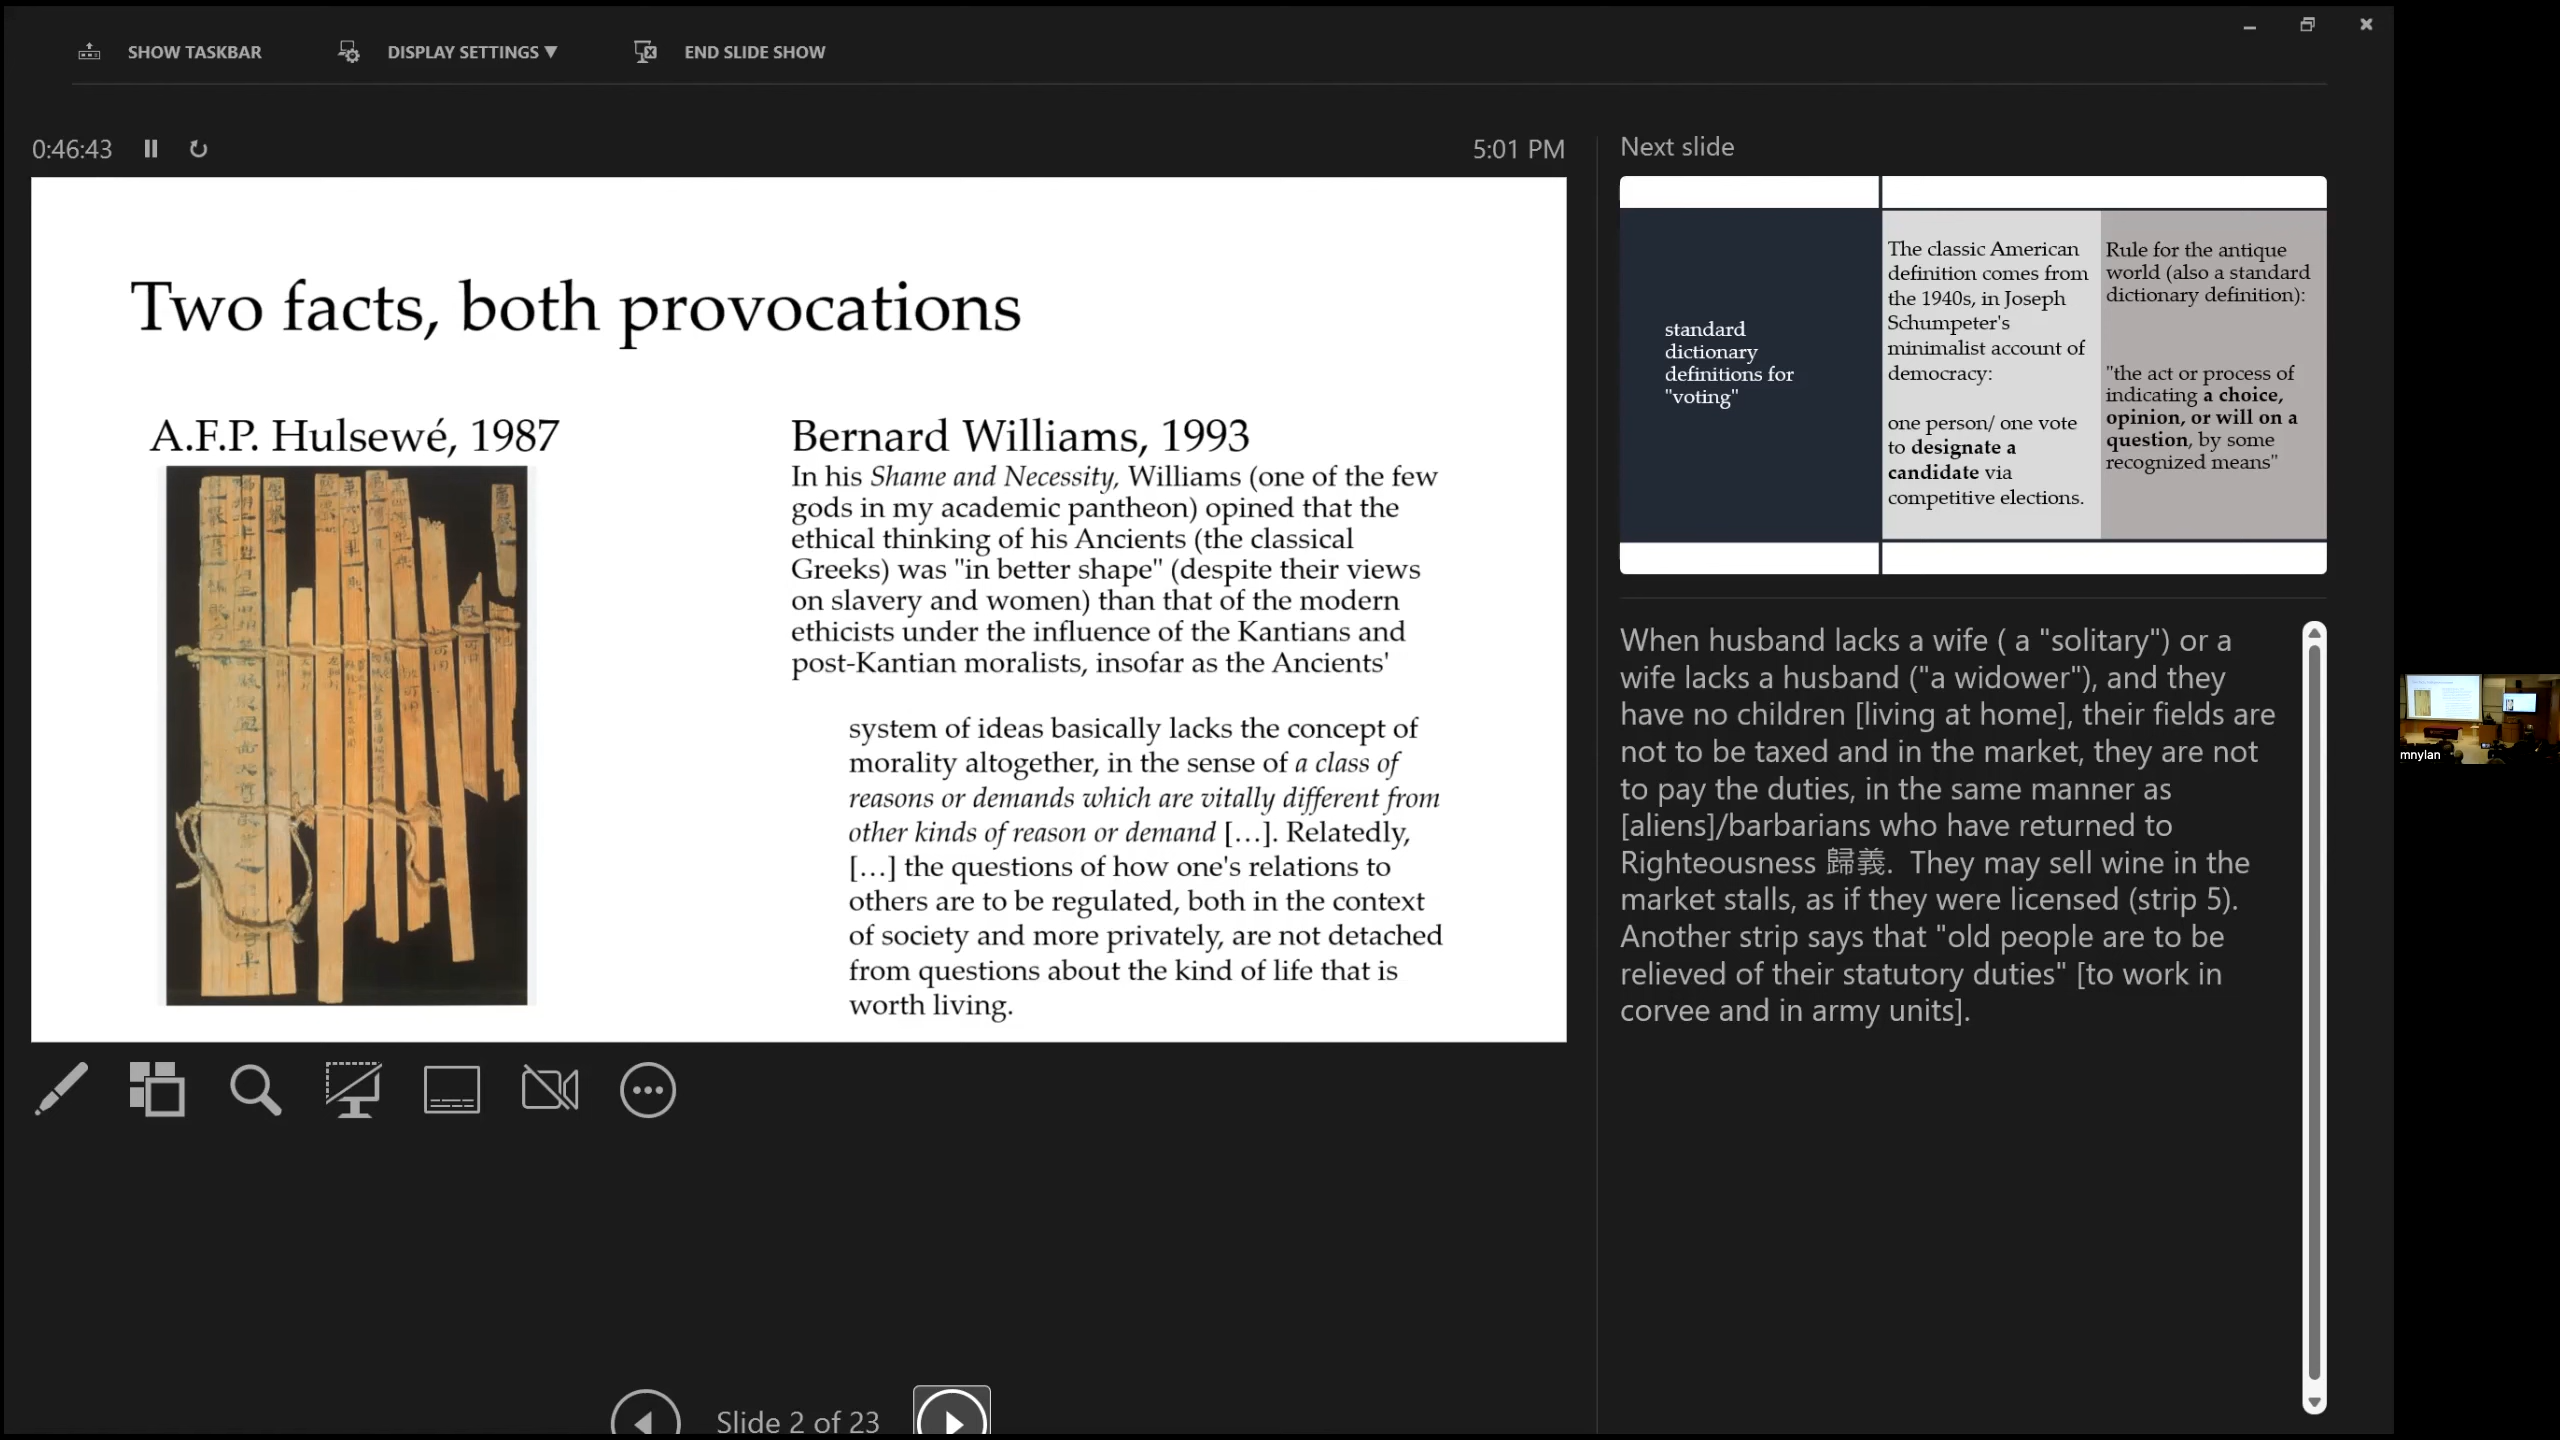 SHOW TASKBAR
DISPLAY SETTINGS ▼
END SLIDE SHOW
0:46:43
5:01 PM
Two facts, both provocations
A.F.P. Hulsewé, 1987
Bernard Williams, 1993
In his Shame and Necessity, Williams (one of the few
gods in my academic pantheon) opined that the
ethical thinking of his Ancients (the classical
Greeks) was "in better shape" (despite their views
on slavery and women) than that of the modern
ethicists under the influence of the Kantians and
post-Kantian moralists, insofar as the Ancients'
system of ideas basically lacks the concept of
morality altogether, in the sense of a class of
reasons or demands which are vitally different from
other kinds of reason or demand […]. Relatedly,
[…] the questions of how one's relations to
others are to be regulated, both in the context
of society and more privately, are not detached
from questions about the kind of life that is
worth living.
Slide 2 of 23
Next slide
standard
dictionary
definitions for
"voting"
The classic American
definition comes from
the 1940s, in Joseph
Schumpeter's
minimalist account of
democracy:
one person/ one vote
to designate a
candidate via
competitive elections.
Rule for the antique
world (also a standard
dictionary definition):
"the act or process of
indicating a choice,
opinion, or will on a
question, by some
recognized means"
When husband lacks a wife ( a "solitary") or a
wife lacks a husband ("a widower"), and they
have no children [living at home], their fields are
not to be taxed and in the market, they are not
to pay the duties, in the same manner as
[aliens]/barbarians who have returned to
Righteousness 歸義.  They may sell wine in the
market stalls, as if they were licensed (strip 5).
Another strip says that "old people are to be
relieved of their statutory duties" [to work in
corvee and in army units].
mnylan